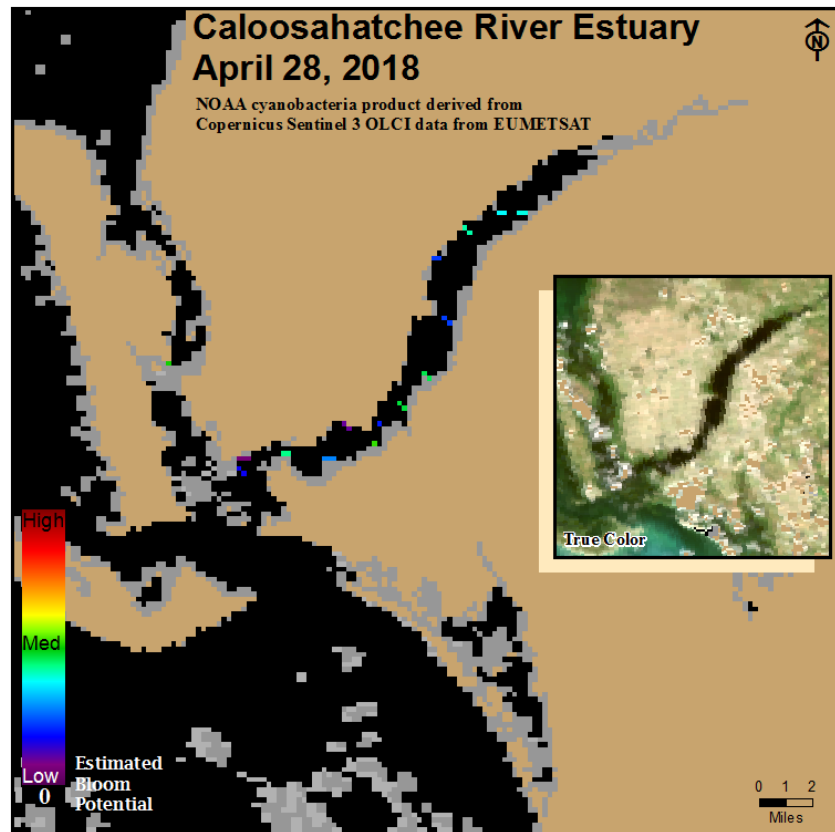 Caloosahatchee River Estuary
April 28, 2018
NOAA cyanobacteria product derived from
Copernicus Sentinel 3 OLCI data from EUMETSAT
N
True Color
High
Med
Low
0
Estimated
Bloom
Potential
0 1 2
Miles